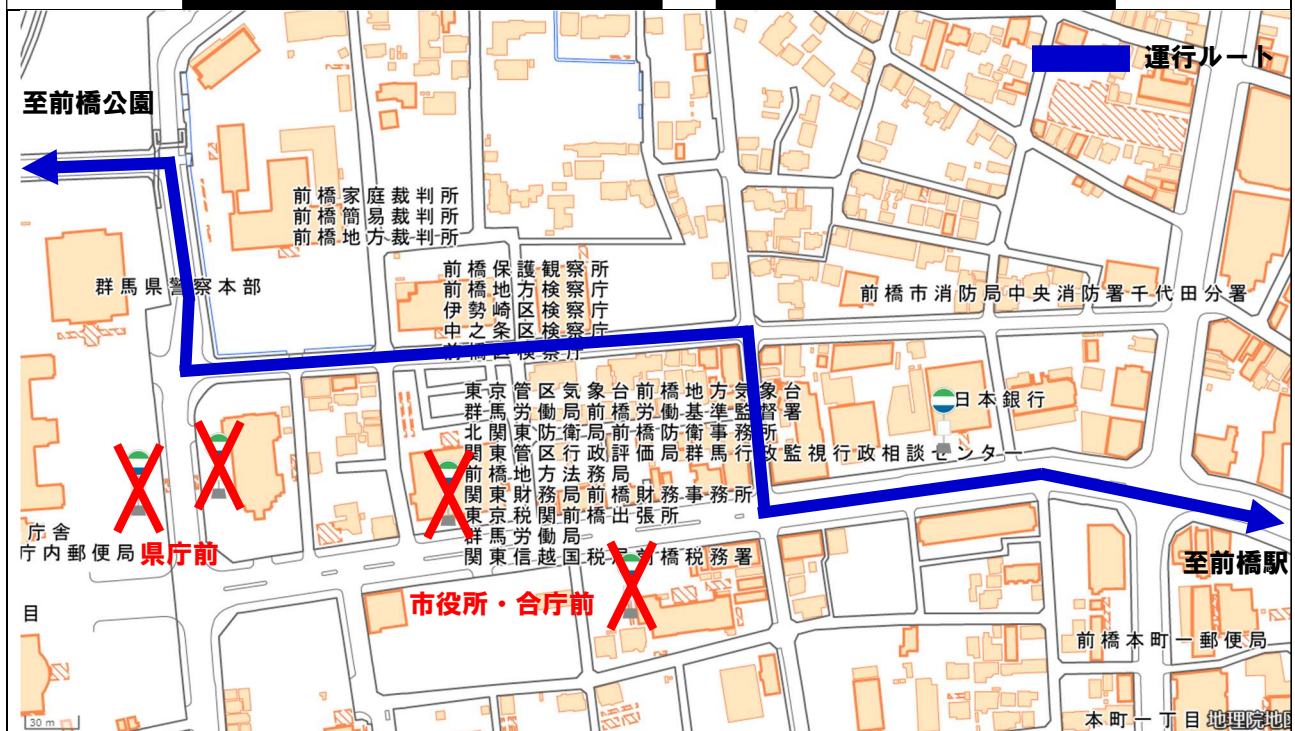 運行ルート
至前橋公園
前橋家庭裁判所
前橋簡易裁判所
前橋地方裁判所
群馬県警察本部
前橋保護観察所
前橋地方検察庁
伊勢崎区検察庁
中之条区検察庁
前橋区検察庁
前橋市消防局中央消防署千代田分署
東京管区気象台前橋地方気象台
群馬労働局前橋労働基準監督署
北関東防衛局前橋防衛事務所
関東管区行政評価局群馬行政監視行政相談センター
前橋地方法務局
関東財務局前橋財務事務所
東京税関前橋出張所
群馬労働局
関東信越国税局前橋税務署
日本銀行
庁舎
庁内郵便局
県庁前
市役所・合庁前
至前橋駅
目
前橋本町一郵便局
本町一丁目
30 m
地理院地図